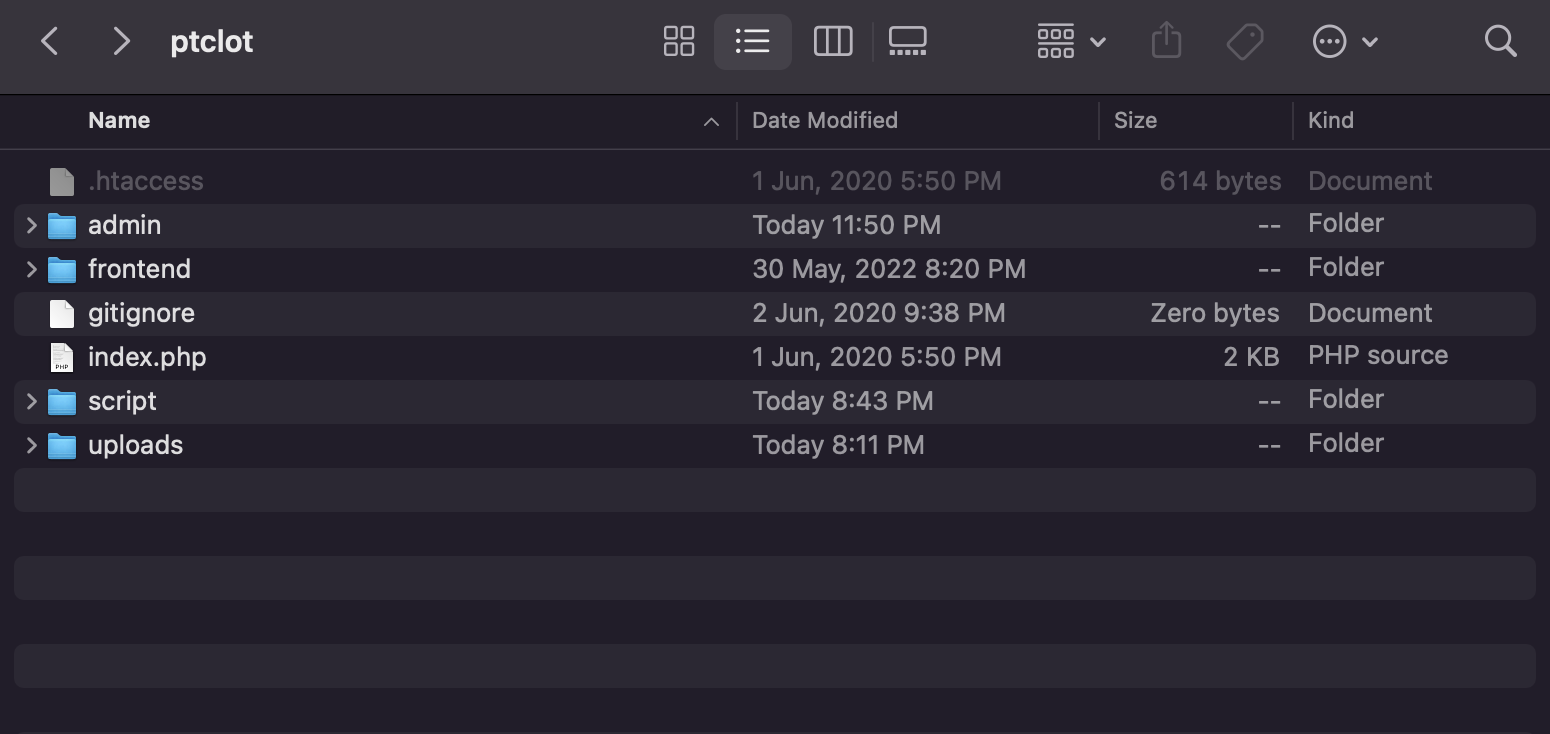 ptclot
Name Date Modified Size Kind
.htaccess 1 Jun, 2020 5:50 PM 614 bytes Document
admin Today 11:50 PM -- Folder
frontend 30 May, 2022 8:20 PM -- Folder
gitignore 2 Jun, 2020 9:38 PM Zero bytes Document
PHP index.php 1 Jun, 2020 5:50 PM 2 KB PHP source
script Today 8:43 PM -- Folder
uploads Today 8:11 PM -- Folder